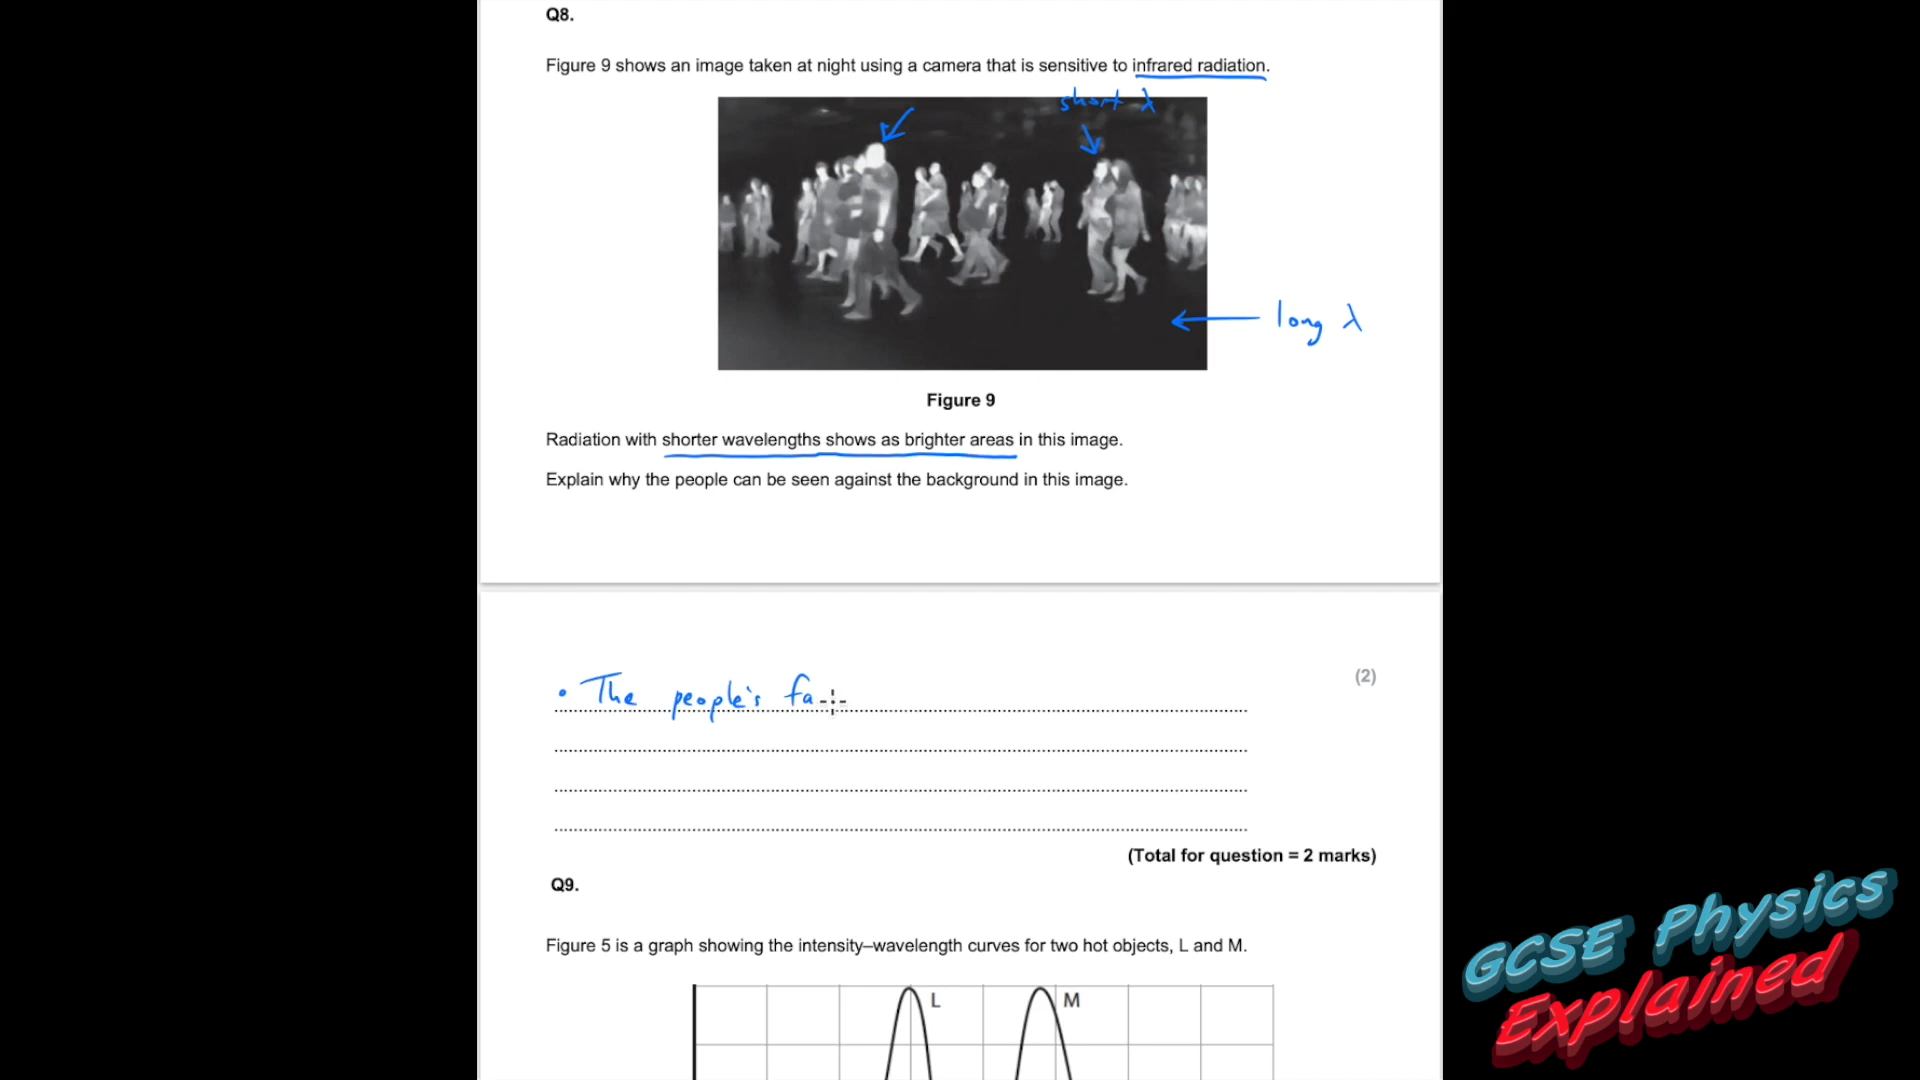 Q8.
Figure 9 shows an image taken at night using a camera that is sensitive to infrared radiation.
short λ
long λ
Figure 9
Radiation with shorter wavelengths shows as brighter areas in this image.
Explain why the people can be seen against the background in this image.
(2)
• The people's fa
(Total for question = 2 marks)
Q9.
Figure 5 is a graph showing the intensity–wavelength curves for two hot objects, L and M.
L M
GCSE Physics
Explained